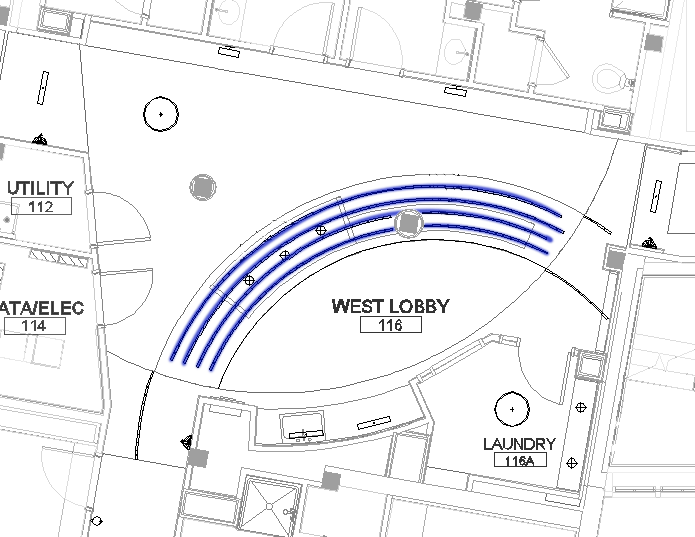 UTILITY
112
ATA/ELEC
114
WEST LOBBY
116
LAUNDRY
116A